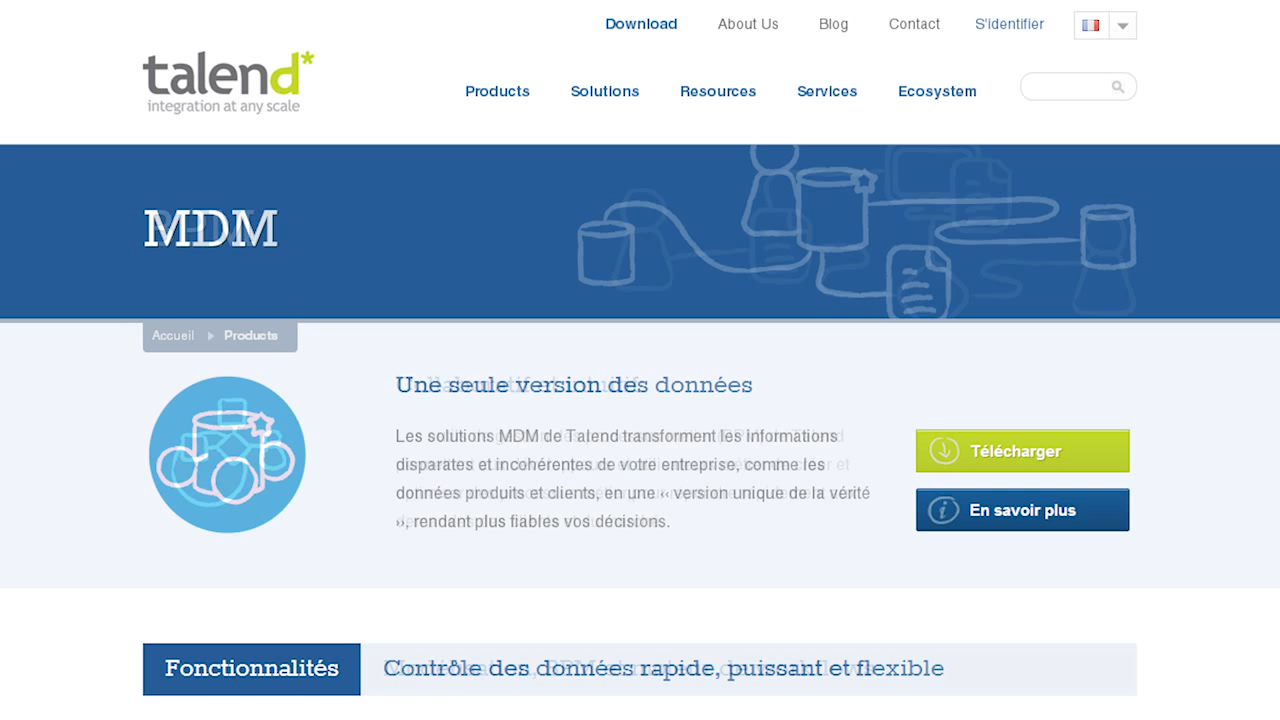 Download About Us Blog Contact S'identifier
talend*
integration at any scale
Products Solutions Resources Services Ecosystem
MDM
Accueil Products
Une seule version des données
Les solutions MDM de Talend transforment les informations
disparates et incohérentes de votre entreprise, comme les
données produits et clients, en une « version unique de la vérité
», rendant plus fiables vos décisions.
Télécharger
En savoir plus
Fonctionnalités Contrôle des données rapide, puissant et flexible